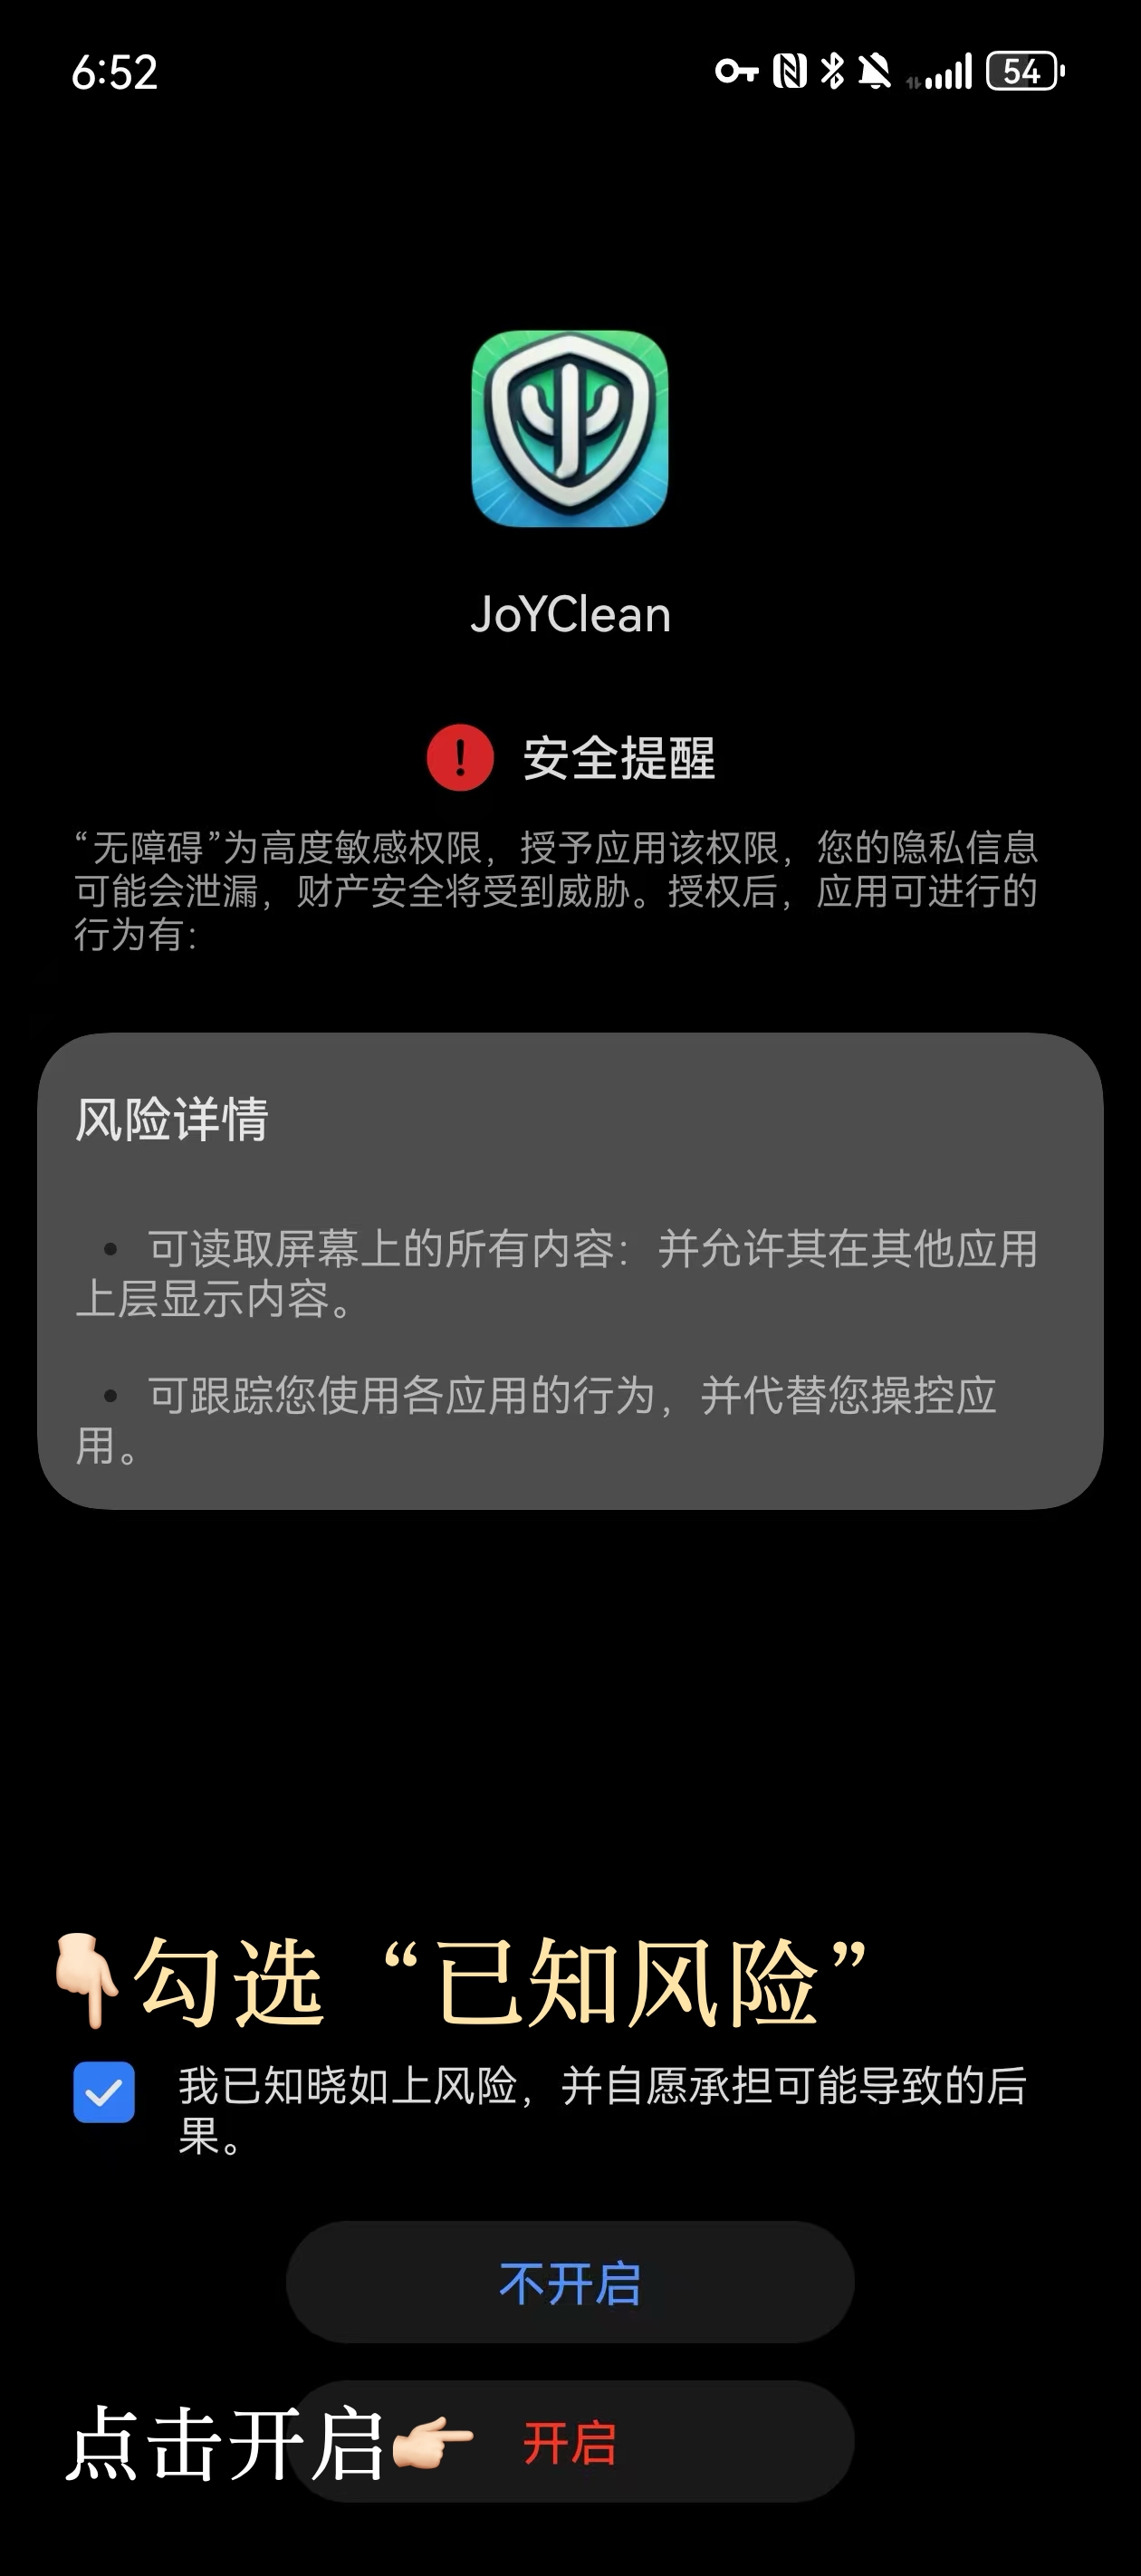 6:52
54
JoYClean
安全提醒
“无障碍”为高度敏感权限，授予应用该权限，您的隐私信息
可能会泄漏，财产安全将受到威胁。授权后，应用可进行的
行为有：
风险详情
• 可读取屏幕上的所有内容：并允许其在其他应用
上层显示内容。
• 可跟踪您使用各应用的行为，并代替您操控应
用。
👇🏻勾选“已知风险”
我已知晓如上风险，并自愿承担可能导致的后
果。
不开启
点击开启👉🏻 开启